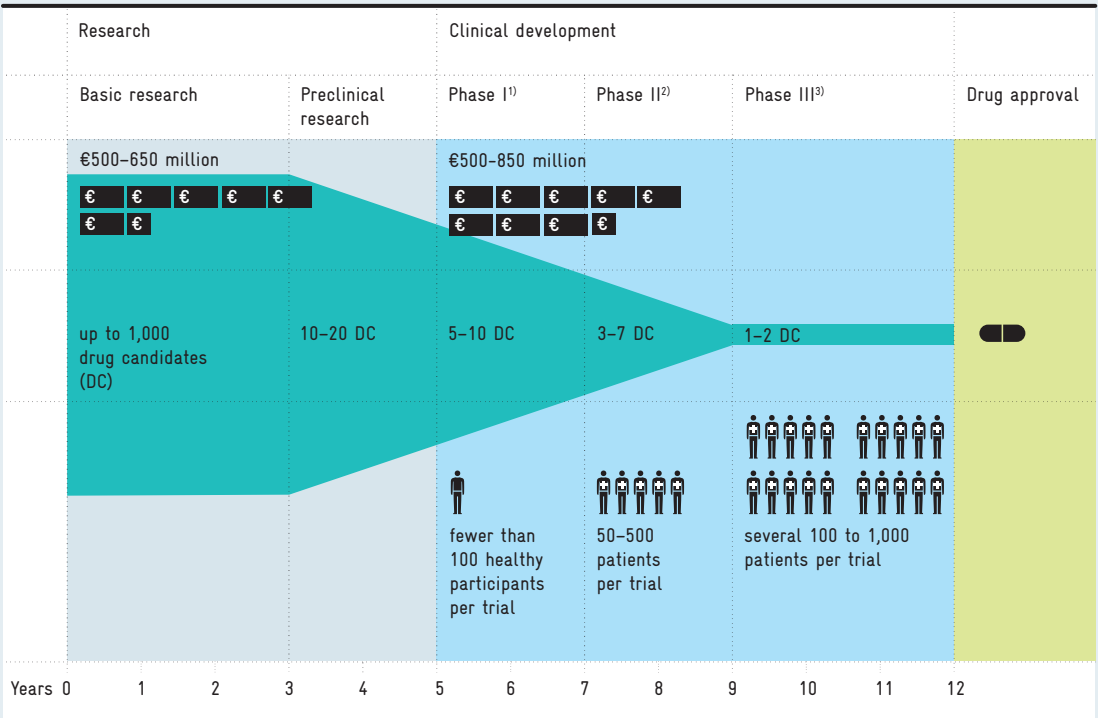 Research
Clinical development
Basic research
Preclinical
research
Phase I¹⁾
Phase II²⁾
Phase III³⁾
Drug approval
€500–650 million
€ € € € €
€ €
€500–850 million
€ € € € €
€ € € €
up to 1,000
drug candidates
(DC)
10–20 DC
5–10 DC
3–7 DC
1–2 DC
fewer than
100 healthy
participants
per trial
50–500
patients
per trial
several 100 to 1,000
patients per trial
Years 0 1 2 3 4 5 6 7 8 9 10 11 12